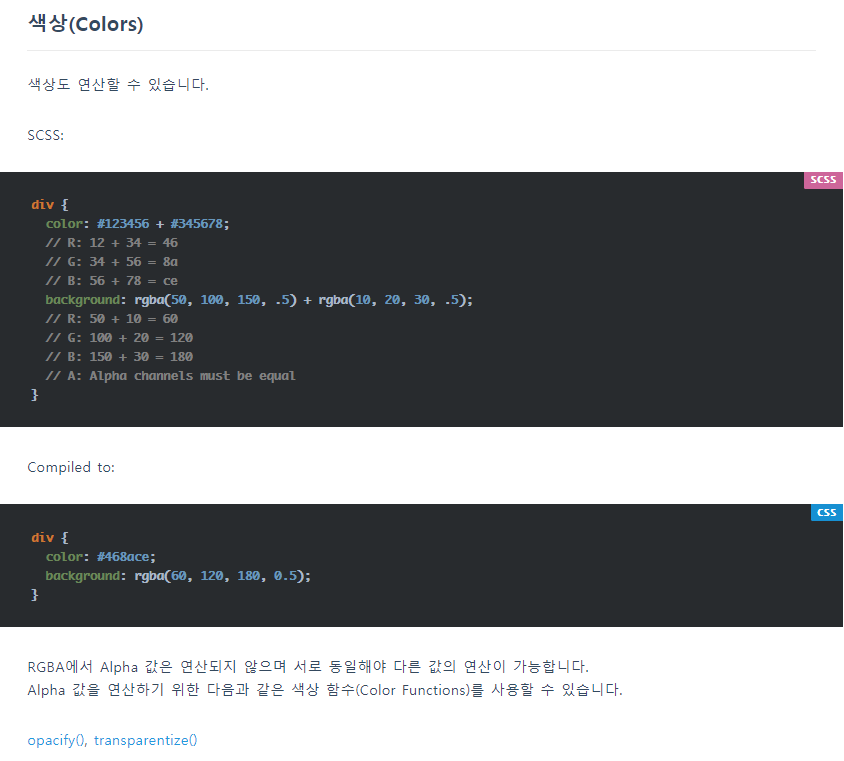 색상(Colors)
색상도 연산할 수 있습니다.
SCSS:
SCSS
div {
  color: #123456 + #345678;
  // R: 12 + 34 = 46
  // G: 34 + 56 = 8a
  // B: 56 + 78 = ce
  background: rgba(50, 100, 150, .5) + rgba(10, 20, 30, .5);
  // R: 50 + 10 = 60
  // G: 100 + 20 = 120
  // B: 150 + 30 = 180
  // A: Alpha channels must be equal
}
Compiled to:
CSS
div {
  color: #468ace;
  background: rgba(60, 120, 180, 0.5);
}
RGBA에서 Alpha 값은 연산되지 않으며 서로 동일해야 다른 값의 연산이 가능합니다.
Alpha 값을 연산하기 위한 다음과 같은 색상 함수(Color Functions)를 사용할 수 있습니다.
opacify(), transparentize()